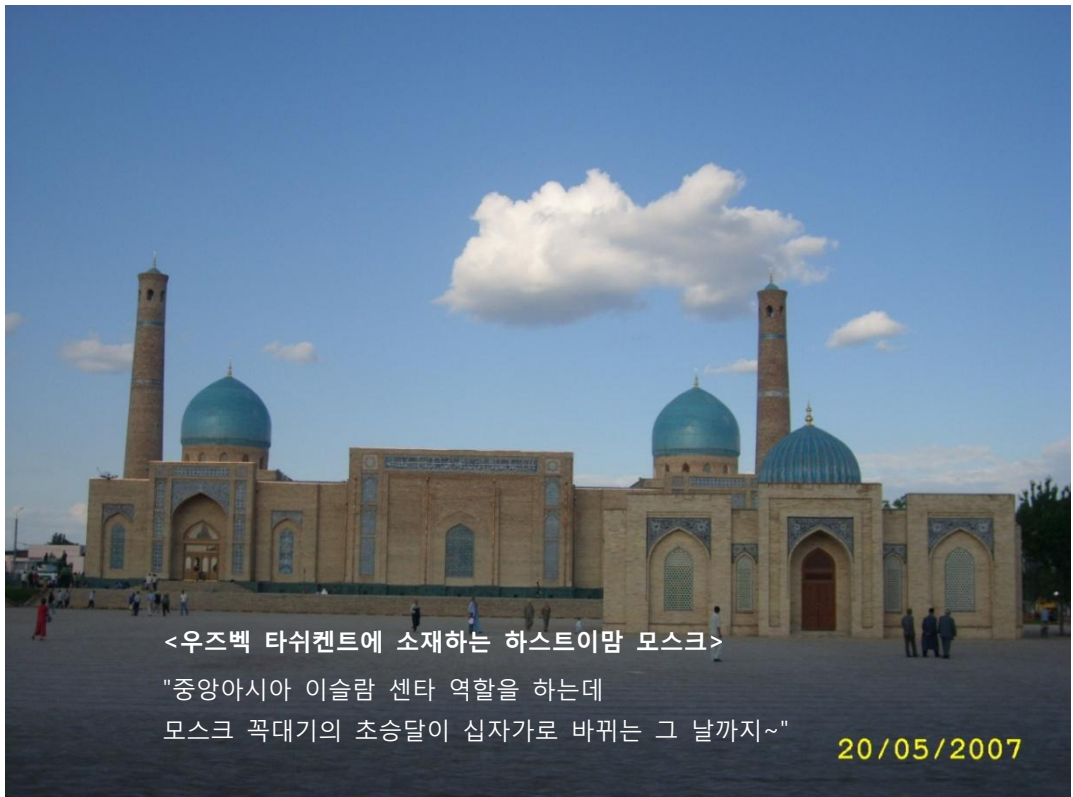 <우즈벡 타쉬켄트에 소재하는 하스트이맘 모스크>
"중앙아시아 이슬람 센타 역할을 하는데
모스크 꼭대기의 초승달이 십자가로 바뀌는 그 날까지~"
20/05/2007